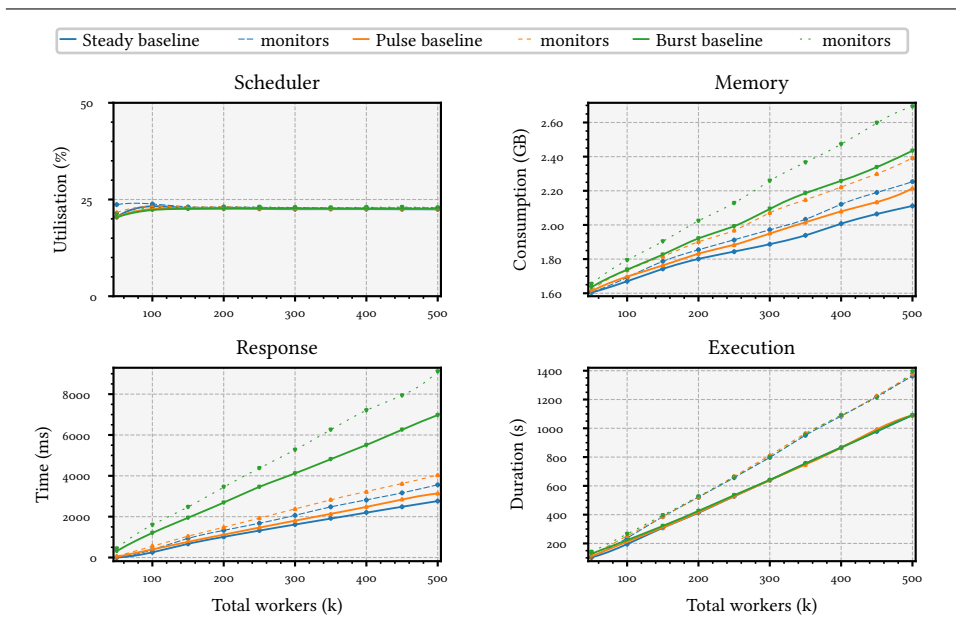 Steady baseline monitors Pulse baseline monitors Burst baseline monitors
Scheduler
Utilisation (%)
50
25
0
100 200 300 400 500
Memory
Consumption (GB)
2.60
2.40
2.20
2.00
1.80
1.60
100 200 300 400 500
Response
Time (ms)
8000
6000
4000
2000
0
100 200 300 400 500
Total workers (k)
Execution
Duration (s)
1400
1200
1000
800
600
400
200
100 200 300 400 500
Total workers (k)